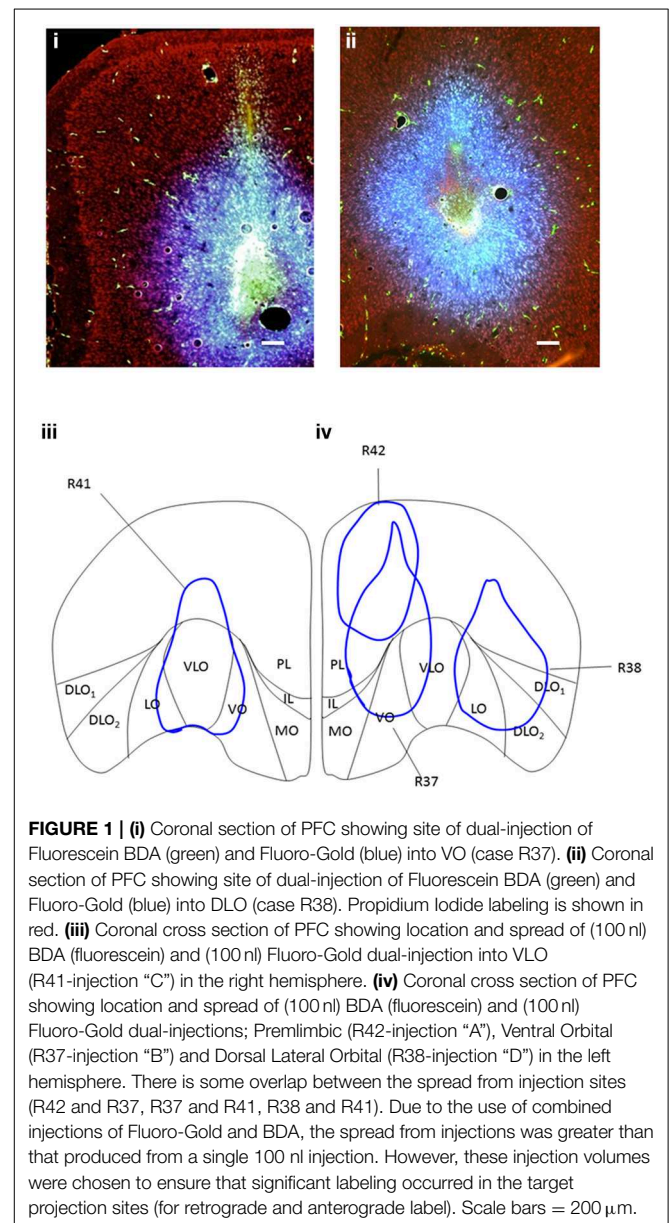 i
ii
iii
iv
R42
R41
VLO
PL
DLO1
LO
IL
DLO2
VO
MO
PL
VLO
R38
IL
DLO1
LO
MO
VO
DLO2
R37
FIGURE 1 | (i) Coronal section of PFC showing site of dual-injection of
Fluorescein BDA (green) and Fluoro-Gold (blue) into VO (case R37). (ii) Coronal
section of PFC showing site of dual-injection of Fluorescein BDA (green) and
Fluoro-Gold (blue) into DLO (case R38). Propidium Iodide labeling is shown in
red. (iii) Coronal cross section of PFC showing location and spread of (100 nl)
BDA (fluorescein) and (100 nl) Fluoro-Gold dual-injection into VLO
(R41-injection “C”) in the right hemisphere. (iv) Coronal cross section of PFC
showing location and spread of (100 nl) BDA (fluorescein) and (100 nl)
Fluoro-Gold dual-injections; Premlimbic (R42-injection “A”), Ventral Orbital
(R37-injection “B”) and Dorsal Lateral Orbital (R38-injection “D”) in the left
hemisphere. There is some overlap between the spread from injection sites
(R42 and R37, R37 and R41, R38 and R41). Due to the use of combined
injections of Fluoro-Gold and BDA, the spread from injections was greater than
that produced from a single 100 nl injection. However, these injection volumes
were chosen to ensure that significant labeling occurred in the target
projection sites (for retrograde and anterograde label). Scale bars = 200 μm.